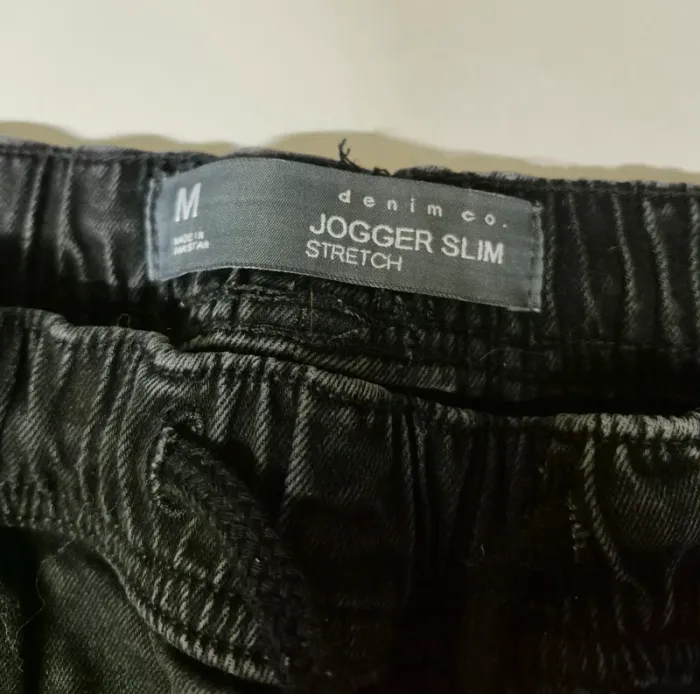 M
MADE IN
PAKISTAN
denim co.
JOGGER SLIM
STRETCH